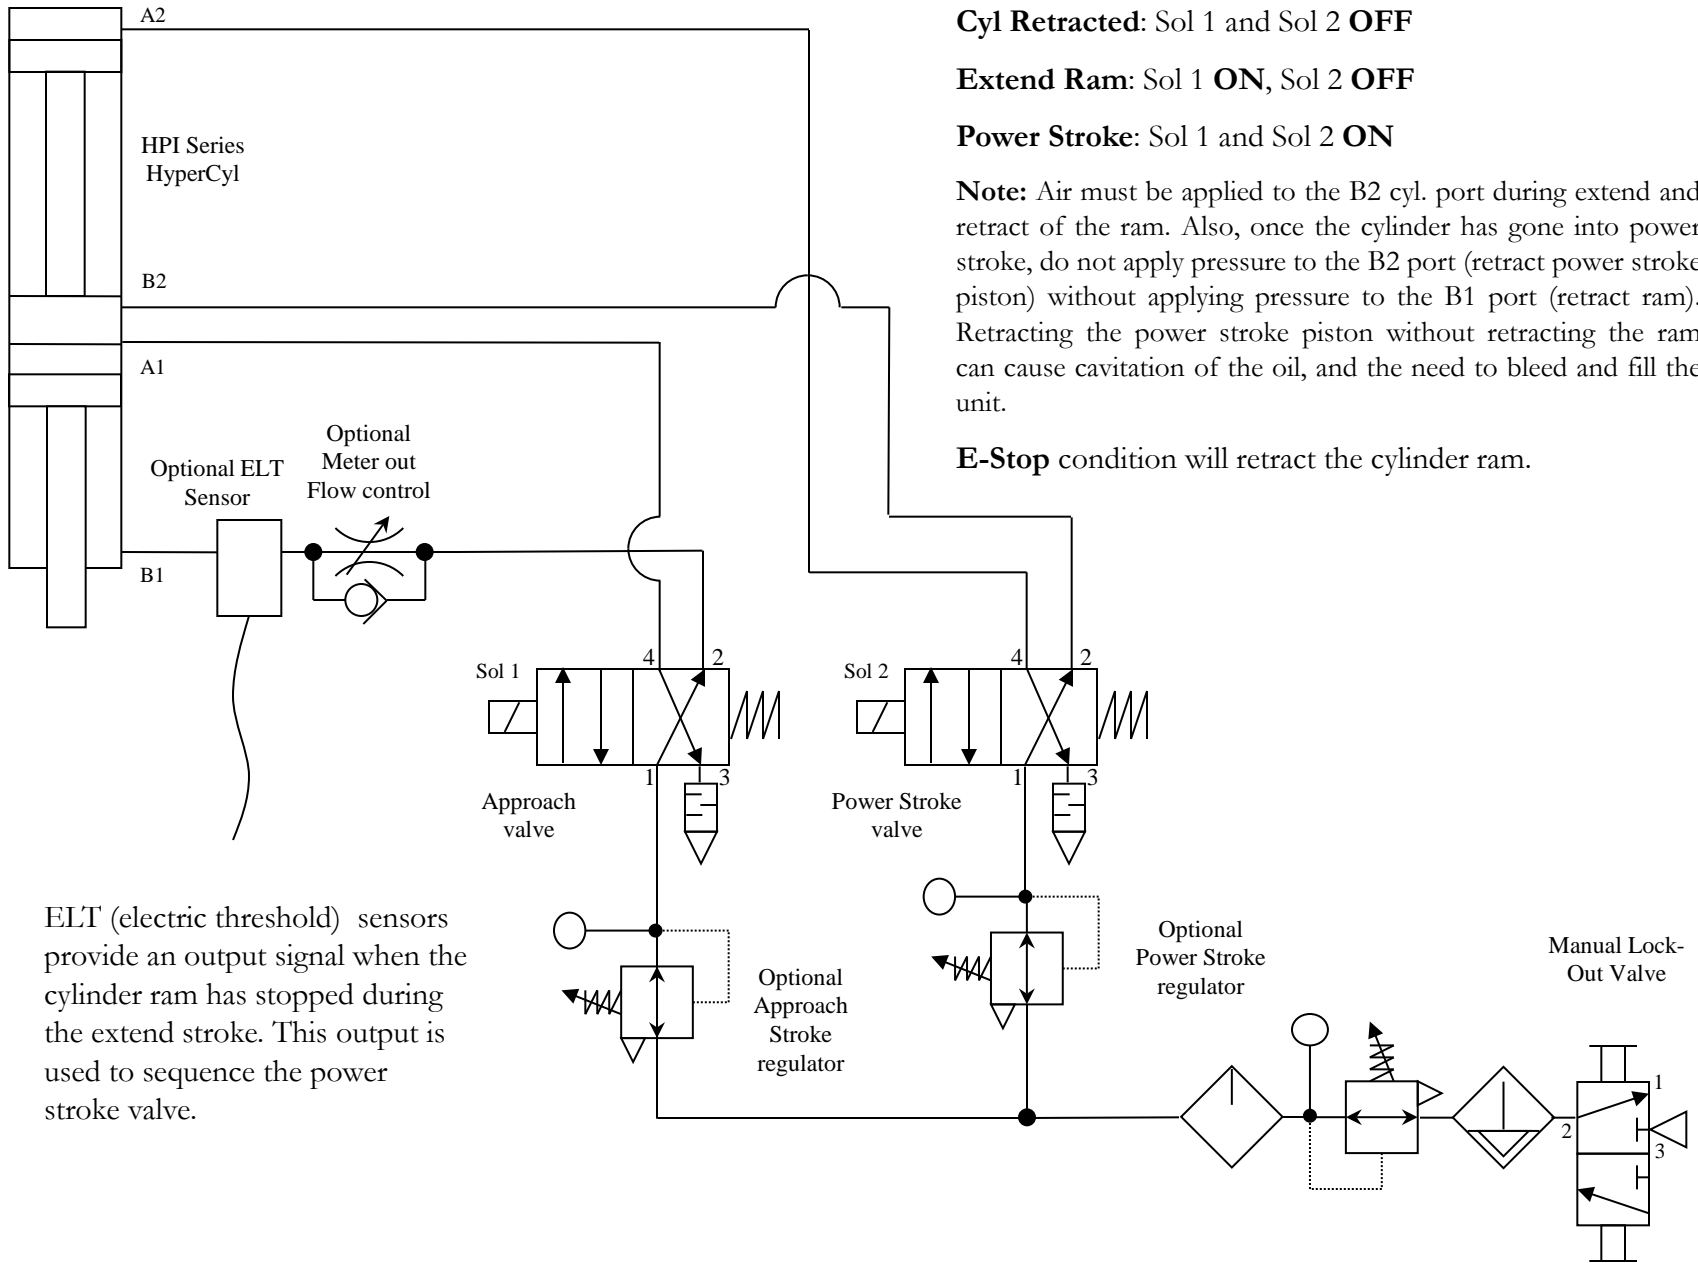 A2
Cyl Retracted: Sol 1 and Sol 2 OFF
Extend Ram: Sol 1 ON, Sol 2 OFF
Power Stroke: Sol 1 and Sol 2 ON
HPI Series
HyperCyl
Note: Air must be applied to the B2 cyl. port during extend and
retract of the ram. Also, once the cylinder has gone into power
stroke, do not apply pressure to the B2 port (retract power stroke
piston) without applying pressure to the B1 port (retract ram).
Retracting the power stroke piston without retracting the ram
can cause cavitation of the oil, and the need to bleed and fill the
unit.
E-Stop condition will retract the cylinder ram.
B2
A1
Optional ELT
Sensor
Optional
Meter out
Flow control
B1
Sol 1
4
2
1
3
Approach
valve
Sol 2
4
2
1
3
Power Stroke
valve
ELT (electric threshold) sensors
provide an output signal when the
cylinder ram has stopped during
the extend stroke. This output is
used to sequence the power
stroke valve.
Optional
Approach
Stroke
regulator
Optional
Power Stroke
regulator
Manual Lock-
Out Valve
1
2
3